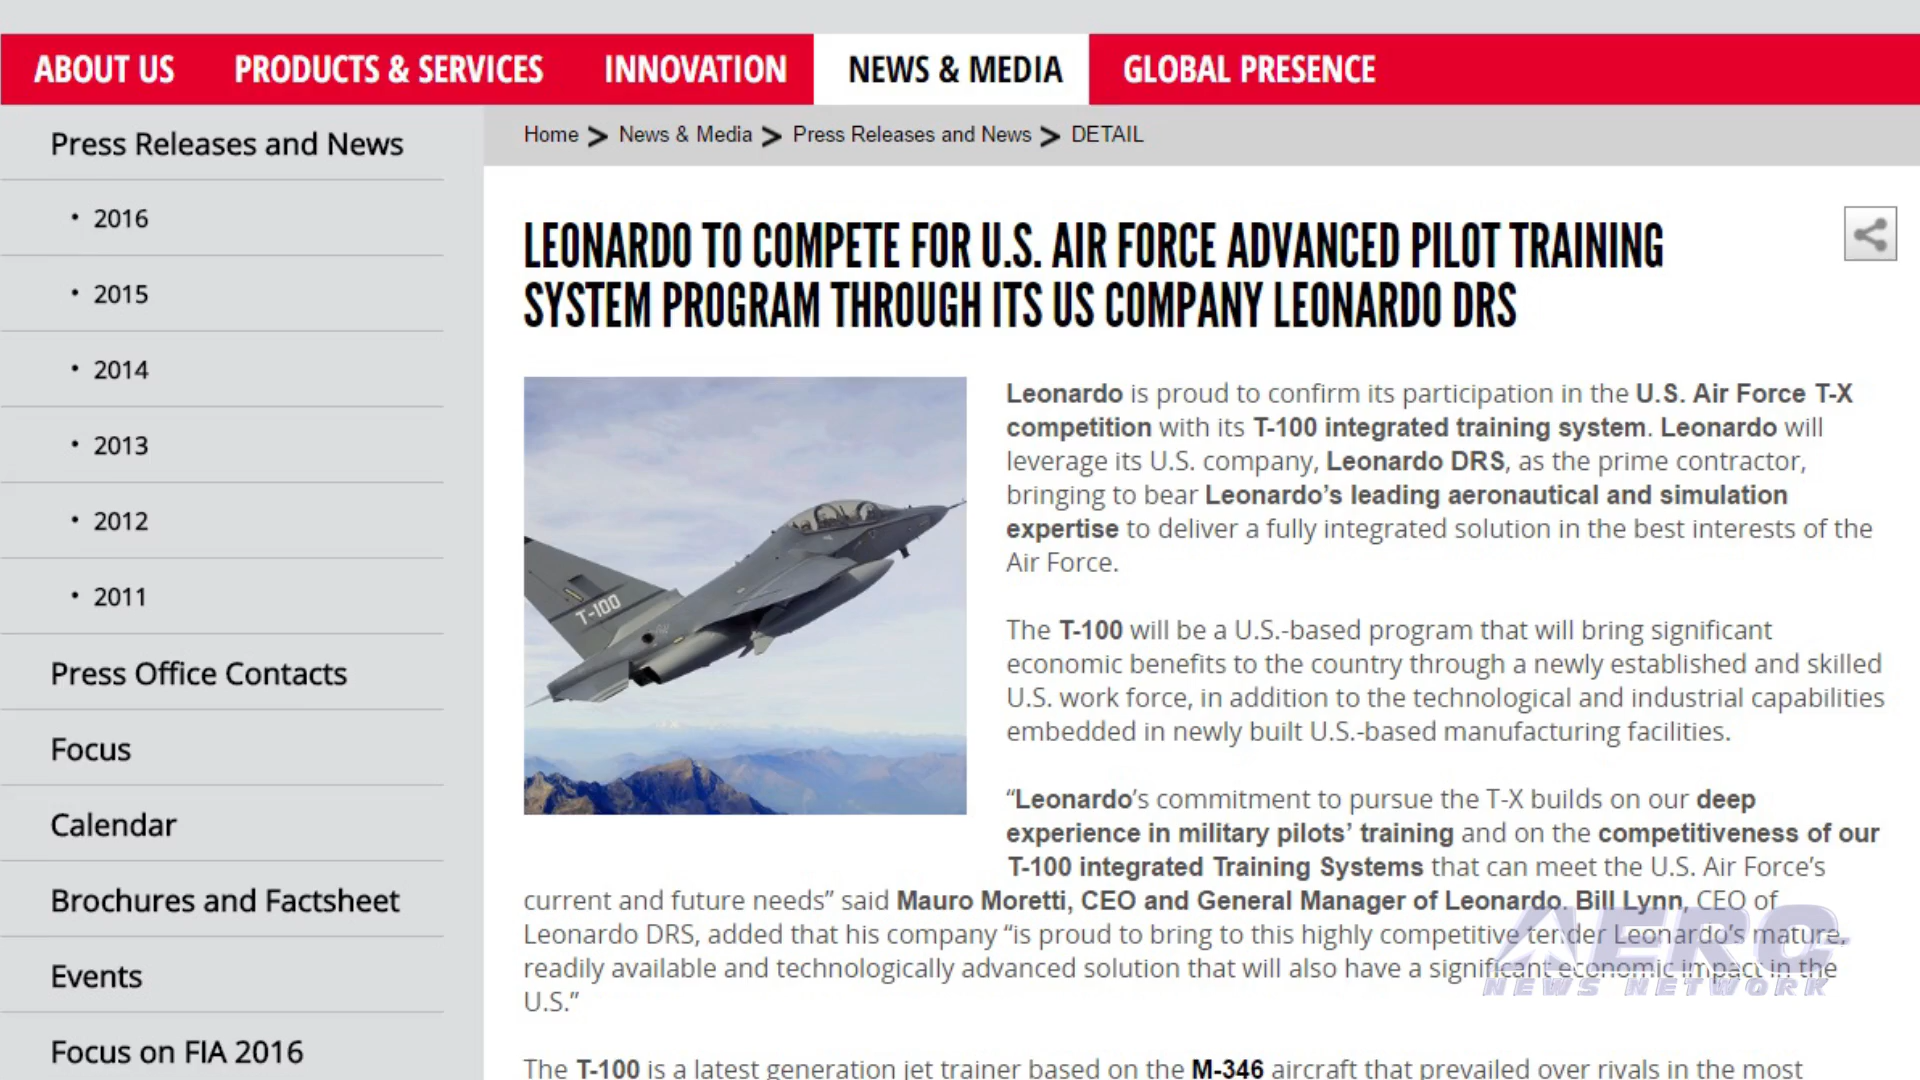 ABOUT US PRODUCTS & SERVICES INNOVATION NEWS & MEDIA GLOBAL PRESENCE
Press Releases and News
• 2016
• 2015
• 2014
• 2013
• 2012
• 2011
Press Office Contacts
Focus
Calendar
Brochures and Factsheet
Events
Focus on FIA 2016
Home > News & Media > Press Releases and News > DETAIL
LEONARDO TO COMPETE FOR U.S. AIR FORCE ADVANCED PILOT TRAINING
SYSTEM PROGRAM THROUGH ITS US COMPANY LEONARDO DRS
T-100
Leonardo is proud to confirm its participation in the U.S. Air Force T-X
competition with its T-100 integrated training system. Leonardo will
leverage its U.S. company, Leonardo DRS, as the prime contractor,
bringing to bear Leonardo’s leading aeronautical and simulation
expertise to deliver a fully integrated solution in the best interests of the
Air Force.
The T-100 will be a U.S.-based program that will bring significant
economic benefits to the country through a newly established and skilled
U.S. work force, in addition to the technological and industrial capabilities
embedded in newly built U.S.-based manufacturing facilities.
“Leonardo’s commitment to pursue the T-X builds on our deep
experience in military pilots’ training and on the competitiveness of our
T-100 integrated Training Systems that can meet the U.S. Air Force’s
current and future needs” said Mauro Moretti, CEO and General Manager of Leonardo. Bill Lynn, CEO of
Leonardo DRS, added that his company “is proud to bring to this highly competitive tender Leonardo’s mature,
readily available and technologically advanced solution that will also have a significant economic impact in the
U.S.”
The T-100 is a latest generation jet trainer based on the M-346 aircraft that prevailed over rivals in the most
AERO
NEWS NETWORK